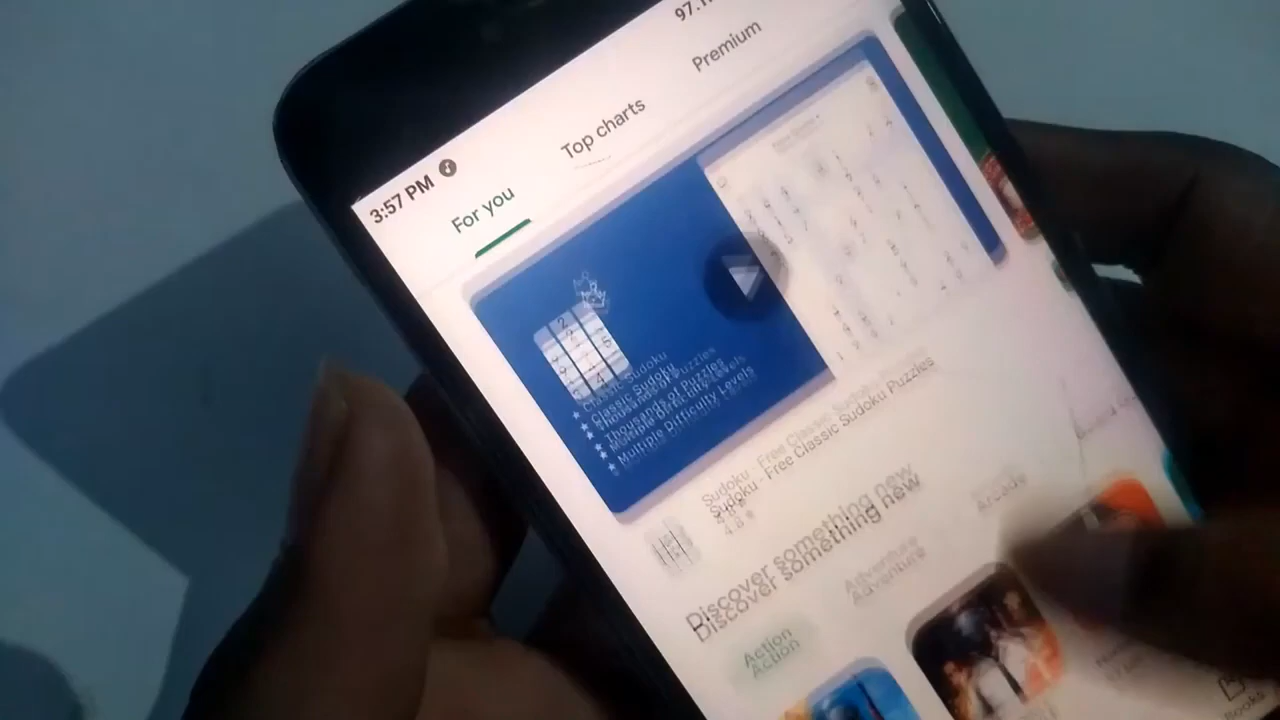 3:57 PM
For you
Top charts
Premium
Classic Sudoku
Thousands of Puzzles
Multiple Difficulty Levels
Sudoku - Free Classic Sudoku Puzzles
4.8 ★
Discover something new
Action
Adventure
Arcade
Books